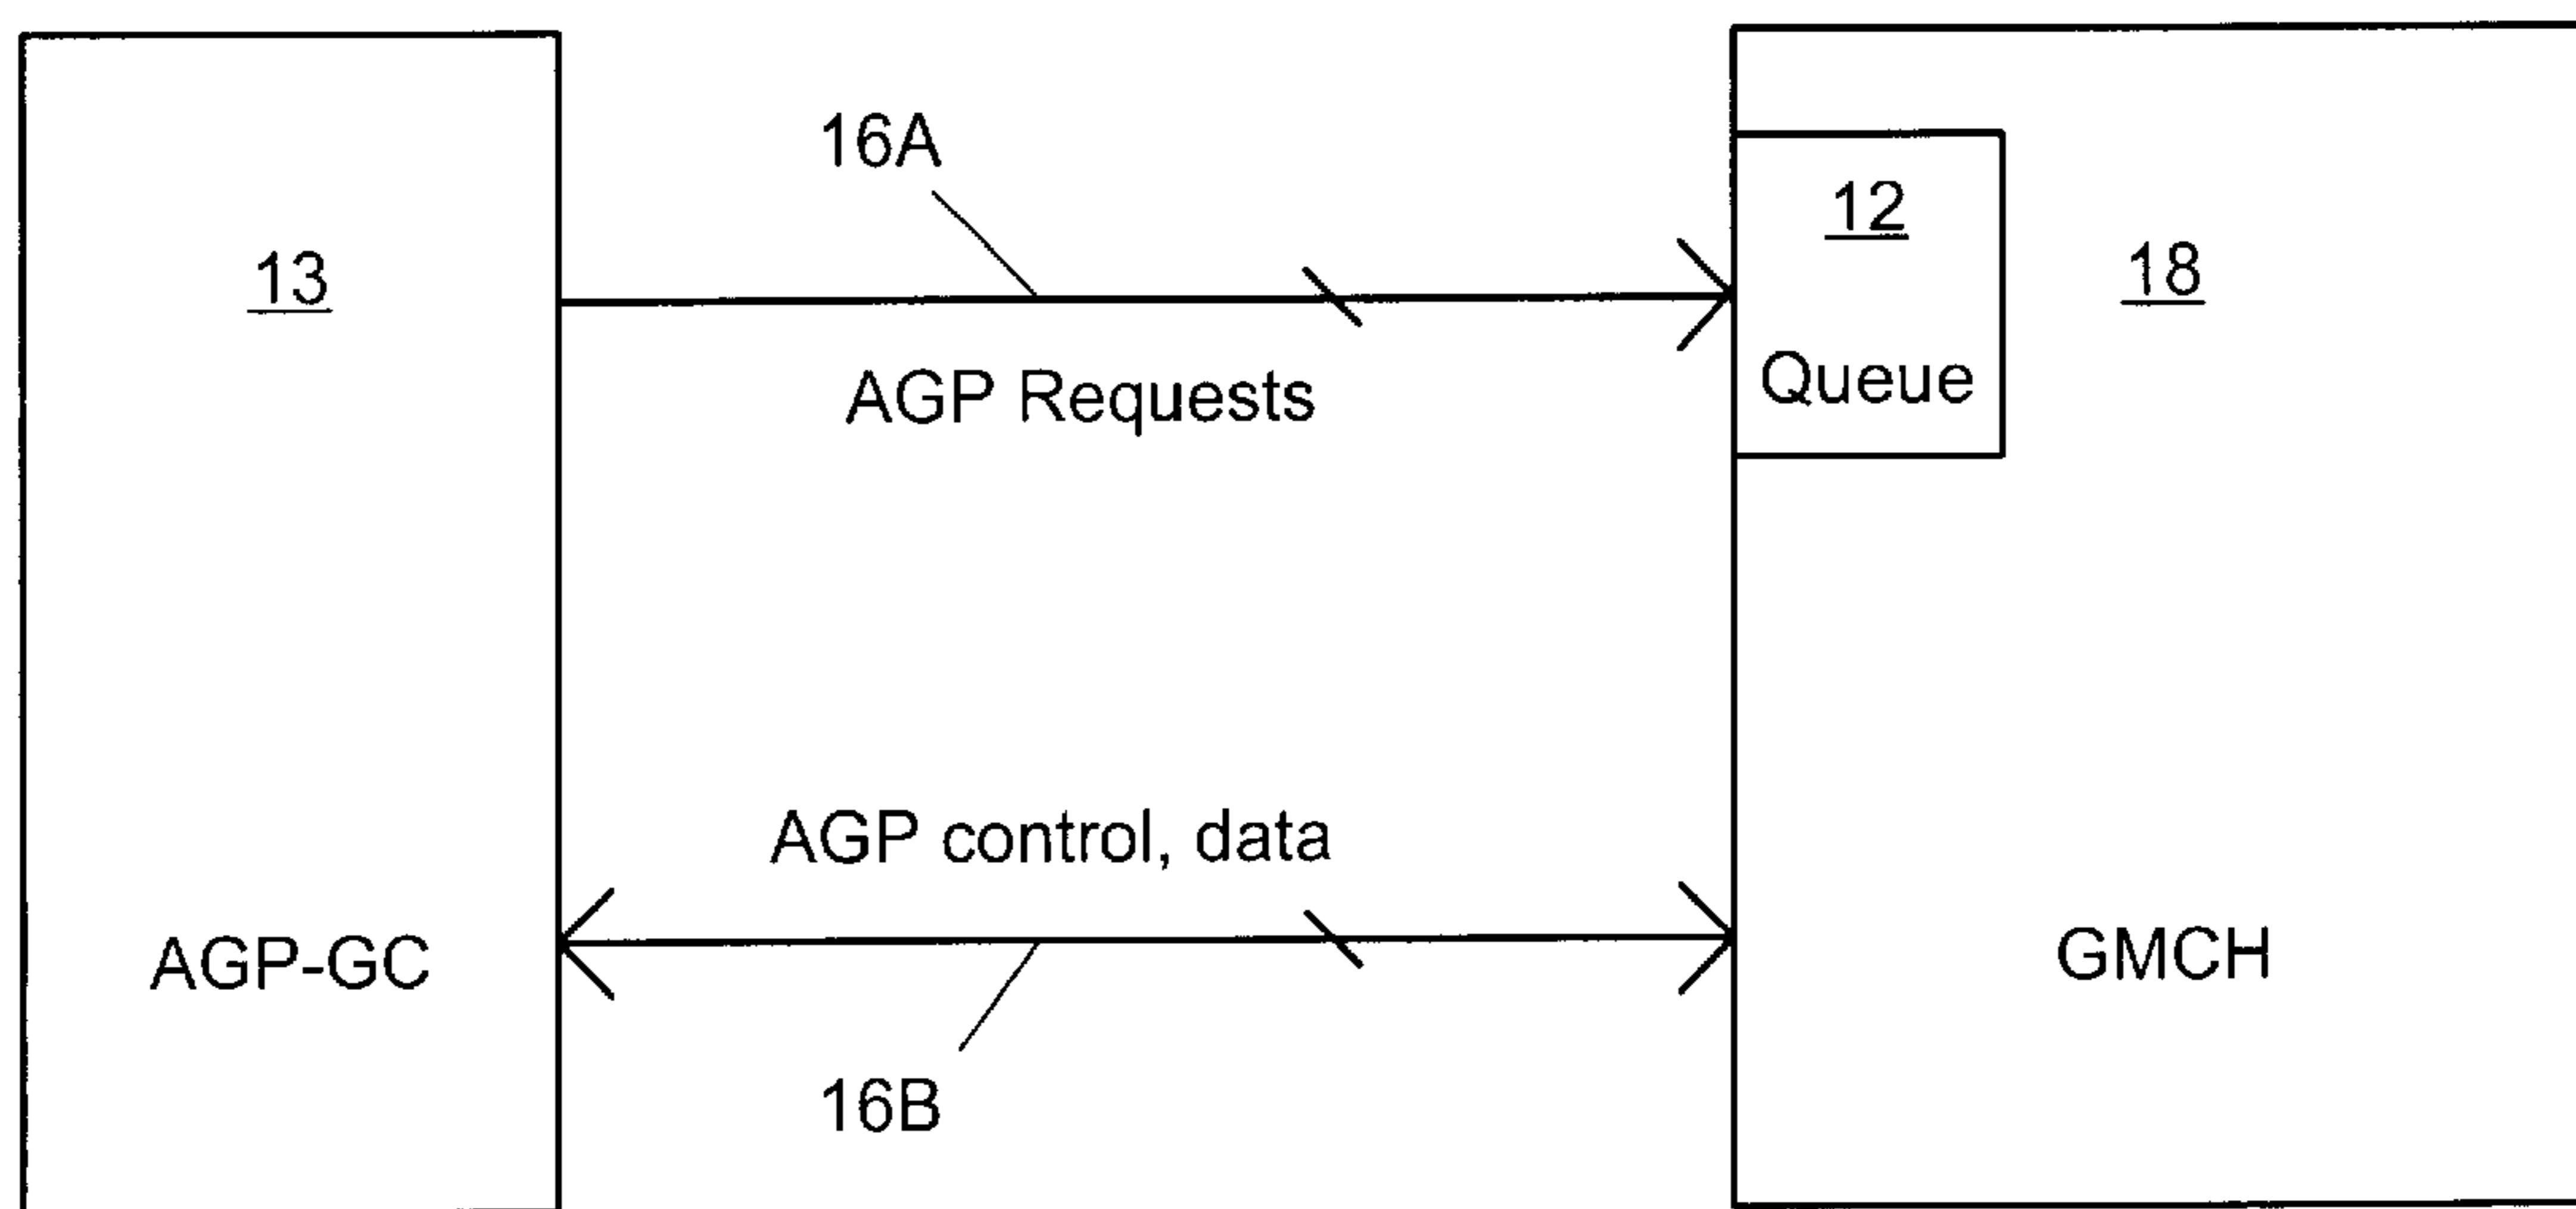 16A
13
12
18
Queue
AGP Requests
AGP control, data
AGP-GC
GMCH
16B